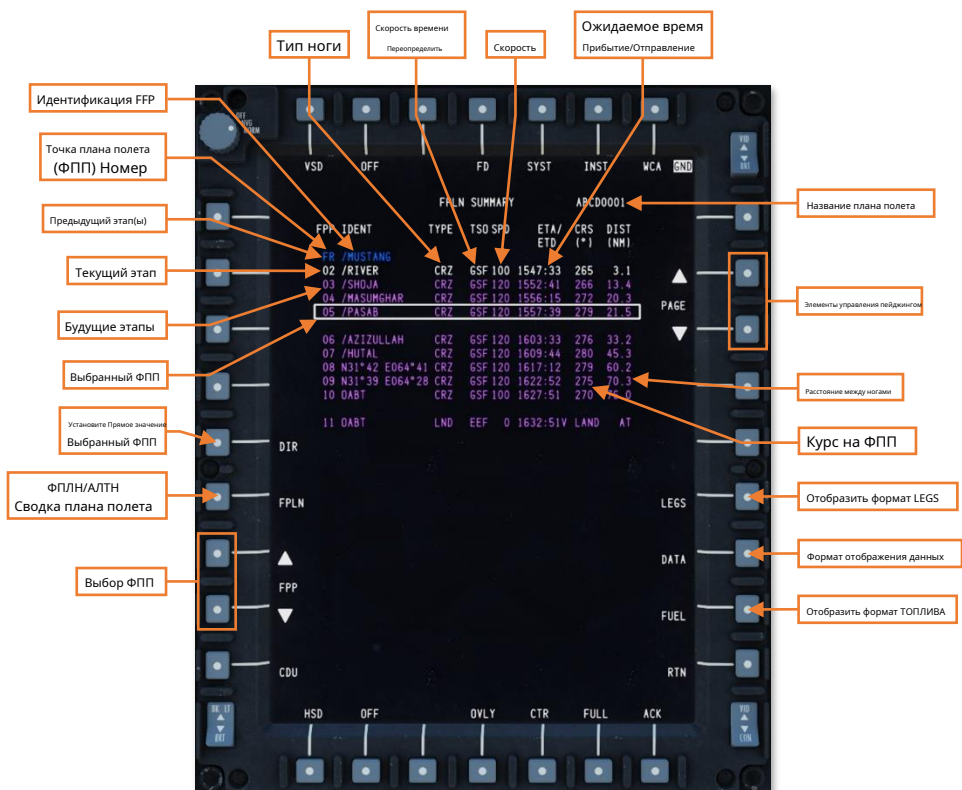 Тип ноги
Скорость времени
Переопределить
Скорость
Ожидаемое время
Прибытие/Отправление
Идентификация FFP
Точка плана полета
(ФПП) Номер
Предыдущий этап(ы)
Текущий этап
Будущие этапы
Выбранный ФПП
Установите Прямое значение
Выбранный ФПП
ФПЛН/АЛТН
Сводка плана полета
Выбор ФПП
Название плана полета
Элементы управления пейджингом
Расстояние между ногами
Курс на ФПП
Отобразить формат LEGS
Формат отображения данных
Отобразить формат ТОПЛИВА
OFF
NORM
VSD OFF FD SYST INST WCA GND
FPLN SUMMARY ABCD0001
FPP IDENT TYPE TSO SPD ETA/ CRS DIST
ETD (°) (NM)
FR /MUSTANG
02 /RIVER CRZ GSF 100 1547:33 265 3.1
03 /SHOJA CRZ GSF 120 1552:41 266 13.4
04 /MASUMGHAR CRZ GSF 120 1556:15 272 20.3
05 /PASAB CRZ GSF 120 1557:39 279 21.5
06 /AZIZULLAH CRZ GSF 120 1603:33 276 33.2
07 /HUTAL CRZ GSF 120 1609:44 280 45.3
08 N31°42 E064°41 CRZ GSF 120 1617:12 279 60.2
09 N31°39 E064°28 CRZ GSF 120 1622:52 275 70.3
10 OABT CRZ GSF 100 1627:51 270
11 OABT LND EEF 0 1632:51V LAND AT
PAGE
DIR
FPLN
FPP
CDU
LEGS
DATA
FUEL
RTN
HSD OFF OVLY CTR FULL ACK
VID
BRT
VID
CON
BK LT
BRT